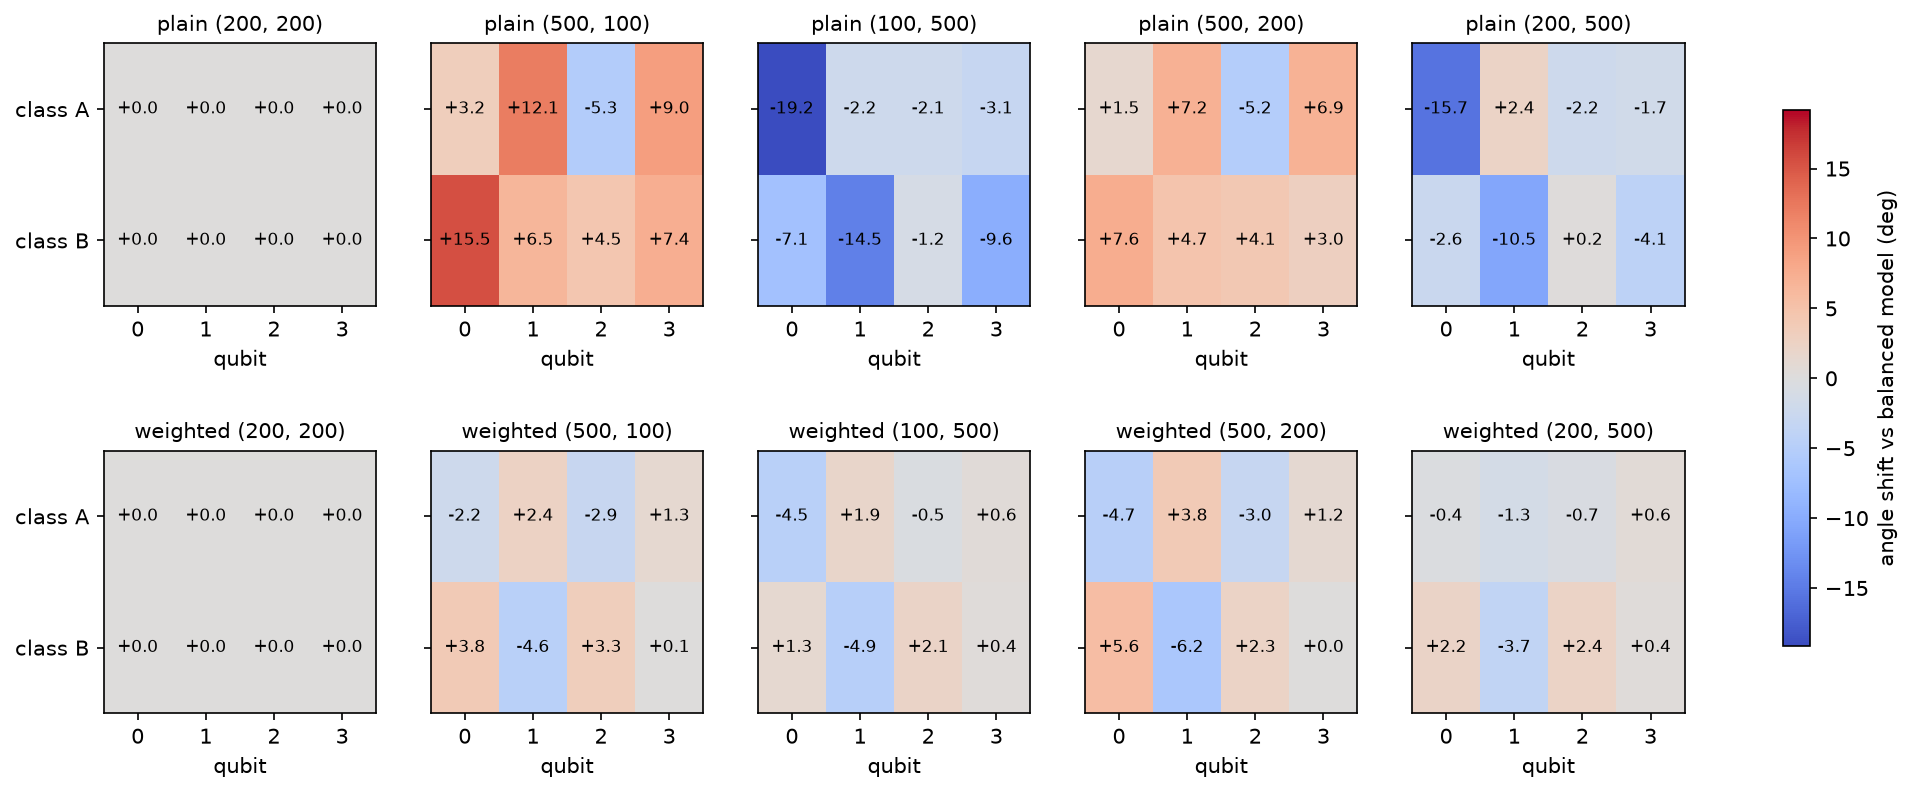 plain (200, 200) plain (500, 100) plain (100, 500) plain (500, 200) plain (200, 500)
class A +0.0 +0.0 +0.0 +0.0 +3.2 +12.1 -5.3 +9.0 -19.2 -2.2 -2.1 -3.1 +1.5 +7.2 -5.2 +6.9 -15.7 +2.4 -2.2 -1.7
class B +0.0 +0.0 +0.0 +0.0 +15.5 +6.5 +4.5 +7.4 -7.1 -14.5 -1.2 -9.6 +7.6 +4.7 +4.1 +3.0 -2.6 -10.5 +0.2 -4.1
0 1 2 3 0 1 2 3 0 1 2 3 0 1 2 3 0 1 2 3
qubit qubit qubit qubit qubit
weighted (200, 200) weighted (500, 100) weighted (100, 500) weighted (500, 200) weighted (200, 500)
class A +0.0 +0.0 +0.0 +0.0 -2.2 +2.4 -2.9 +1.3 -4.5 +1.9 -0.5 +0.6 -4.7 +3.8 -3.0 +1.2 -0.4 -1.3 -0.7 +0.6
class B +0.0 +0.0 +0.0 +0.0 +3.8 -4.6 +3.3 +0.1 +1.3 -4.9 +2.1 +0.4 +5.6 -6.2 +2.3 +0.0 +2.2 -3.7 +2.4 +0.4
0 1 2 3 0 1 2 3 0 1 2 3 0 1 2 3 0 1 2 3
qubit qubit qubit qubit qubit
15
10
5
0
−5
−10
−15
angle shift vs balanced model (deg)